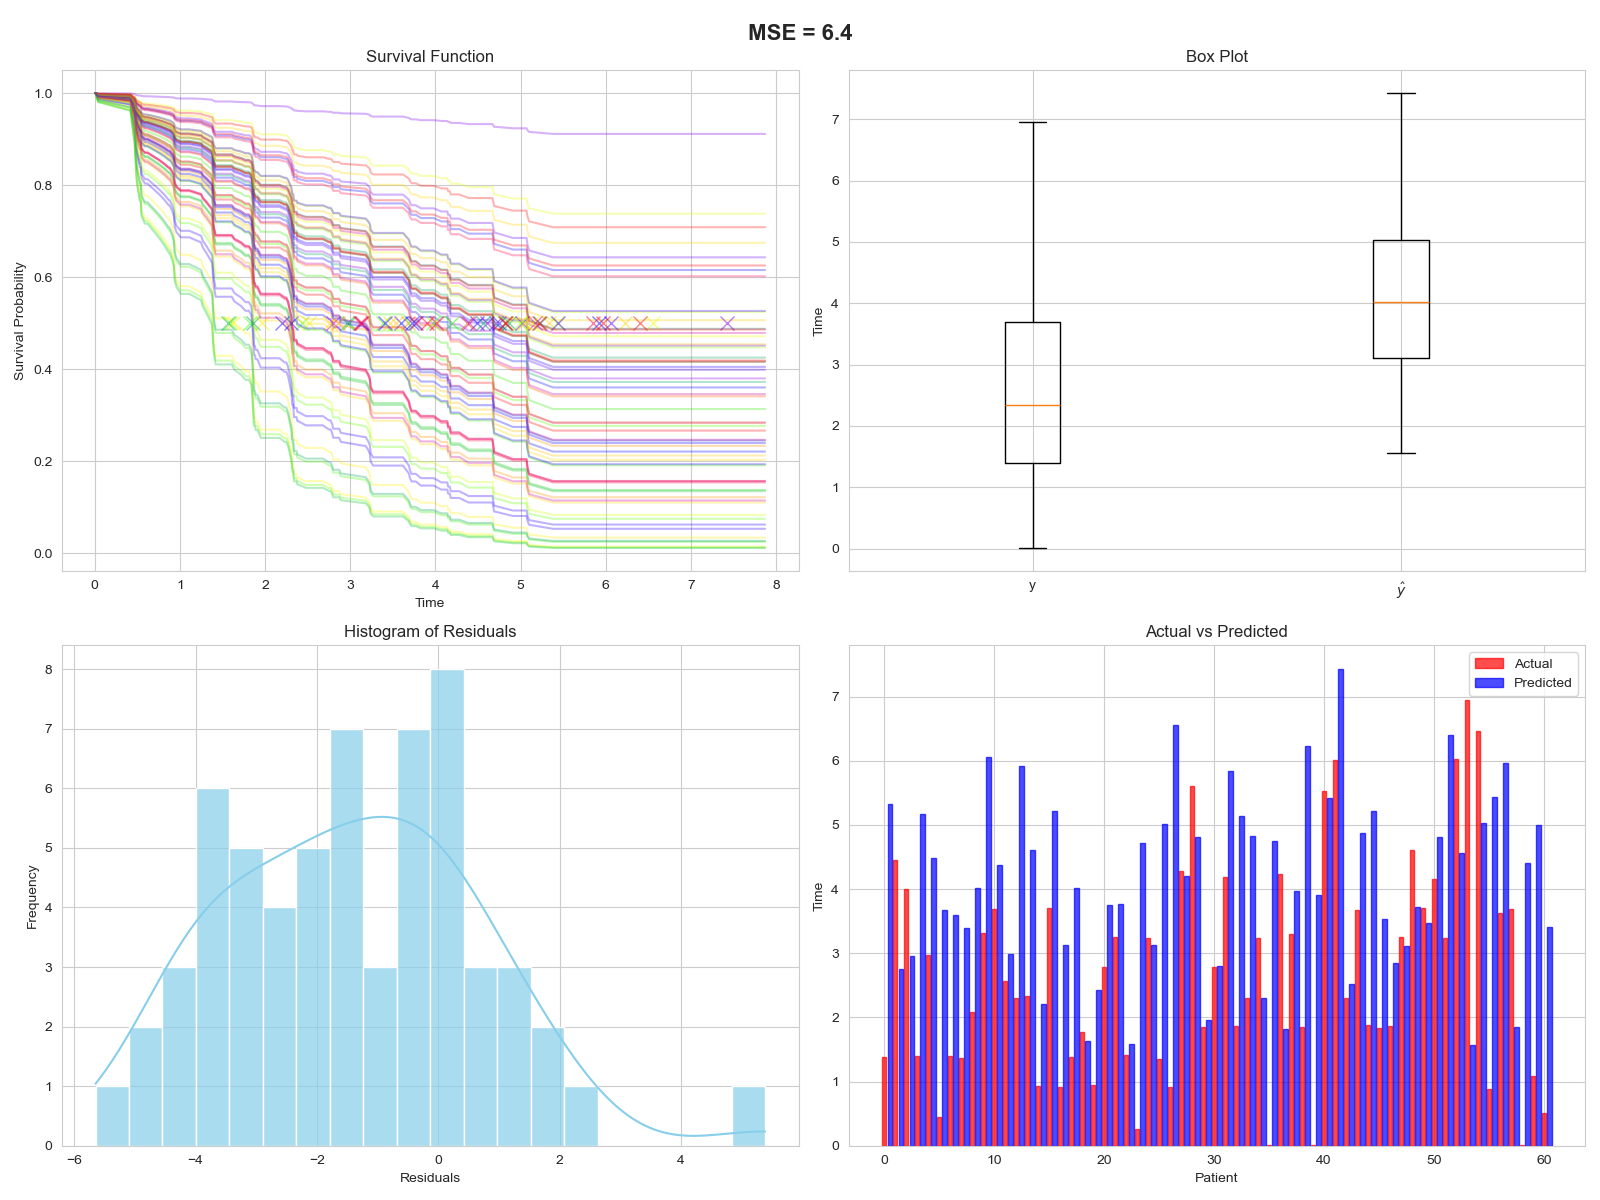 MSE = 6.4
Survival Function
Survival Probability
1.0
0.8
0.6
0.4
0.2
0.0
0 1 2 3 4 5 6 7 8
Time
Box Plot
Time
7
6
5
4
3
2
1
0
y ŷ
Histogram of Residuals
Frequency
8
7
6
5
4
3
2
1
0
−6 −4 −2 0 2 4
Residuals
Actual vs Predicted
Actual
Predicted
Time
7
6
5
4
3
2
1
0
0 10 20 30 40 50 60
Patient